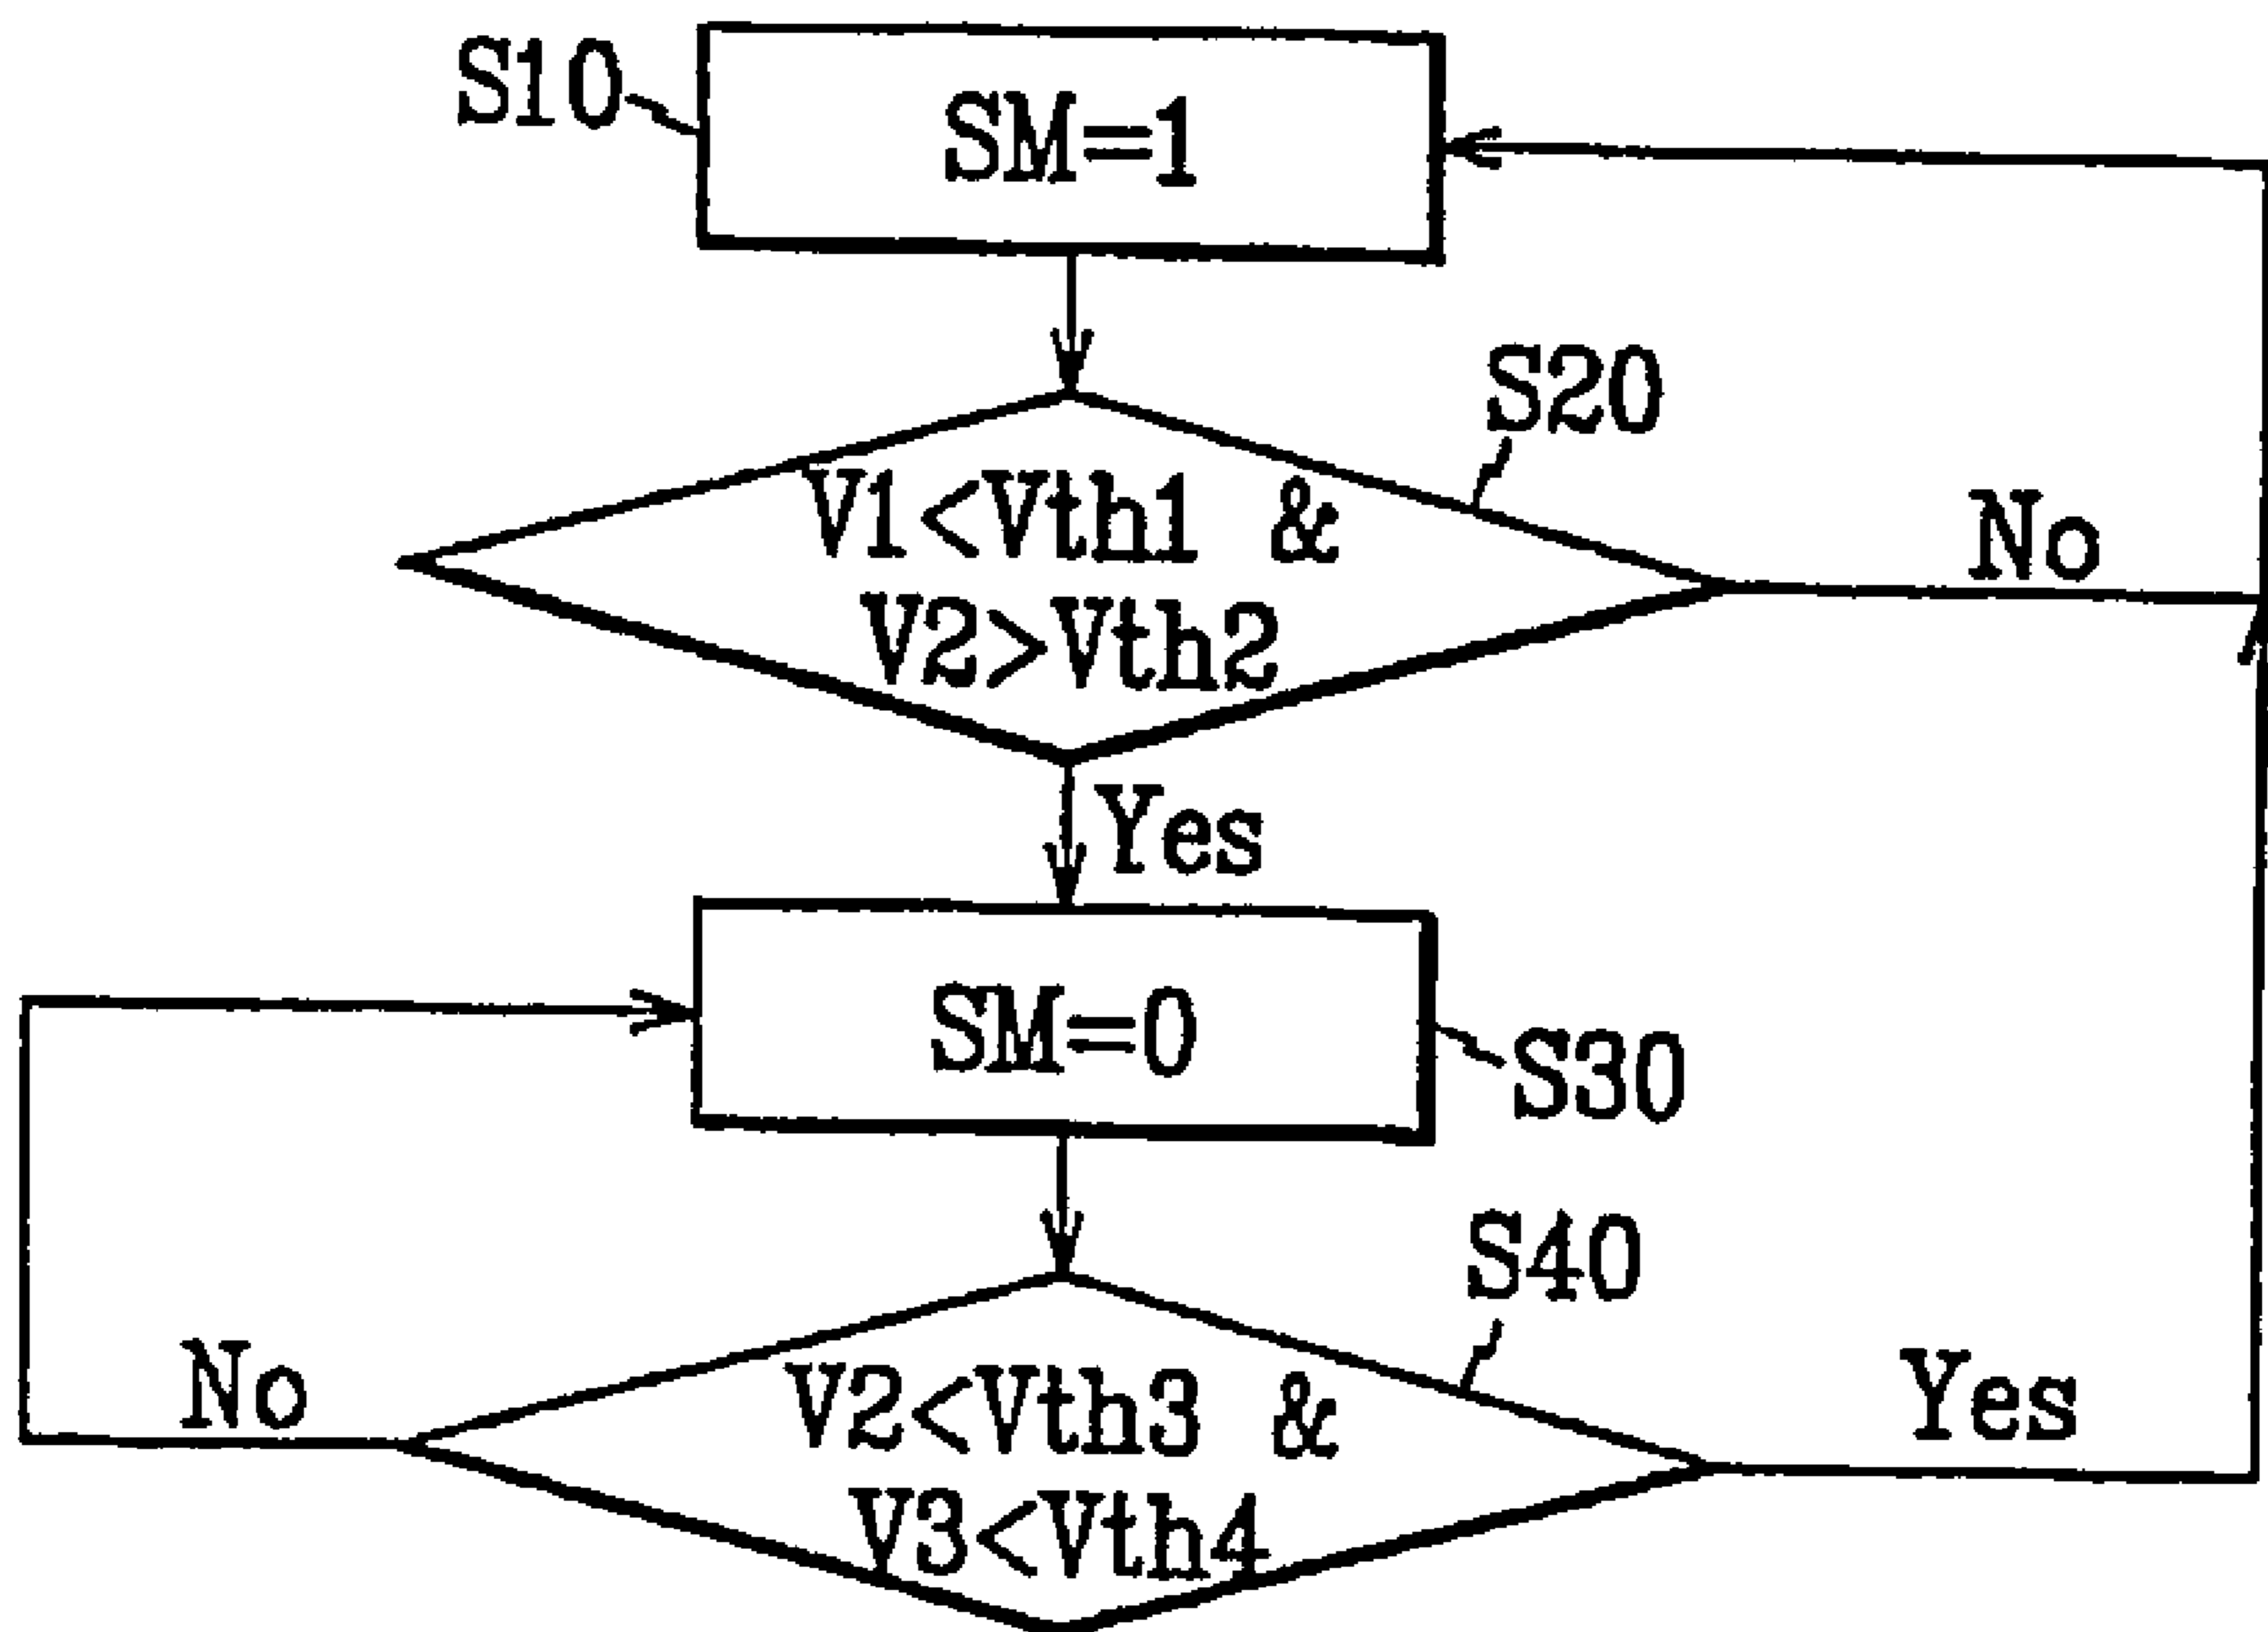 S10
SM=1
S20
V1<Vth1 &
No
V2>Vth2
Yes
SM=0
S30
S40
No
V2<Vth3 &
Yes
V3<Vth4